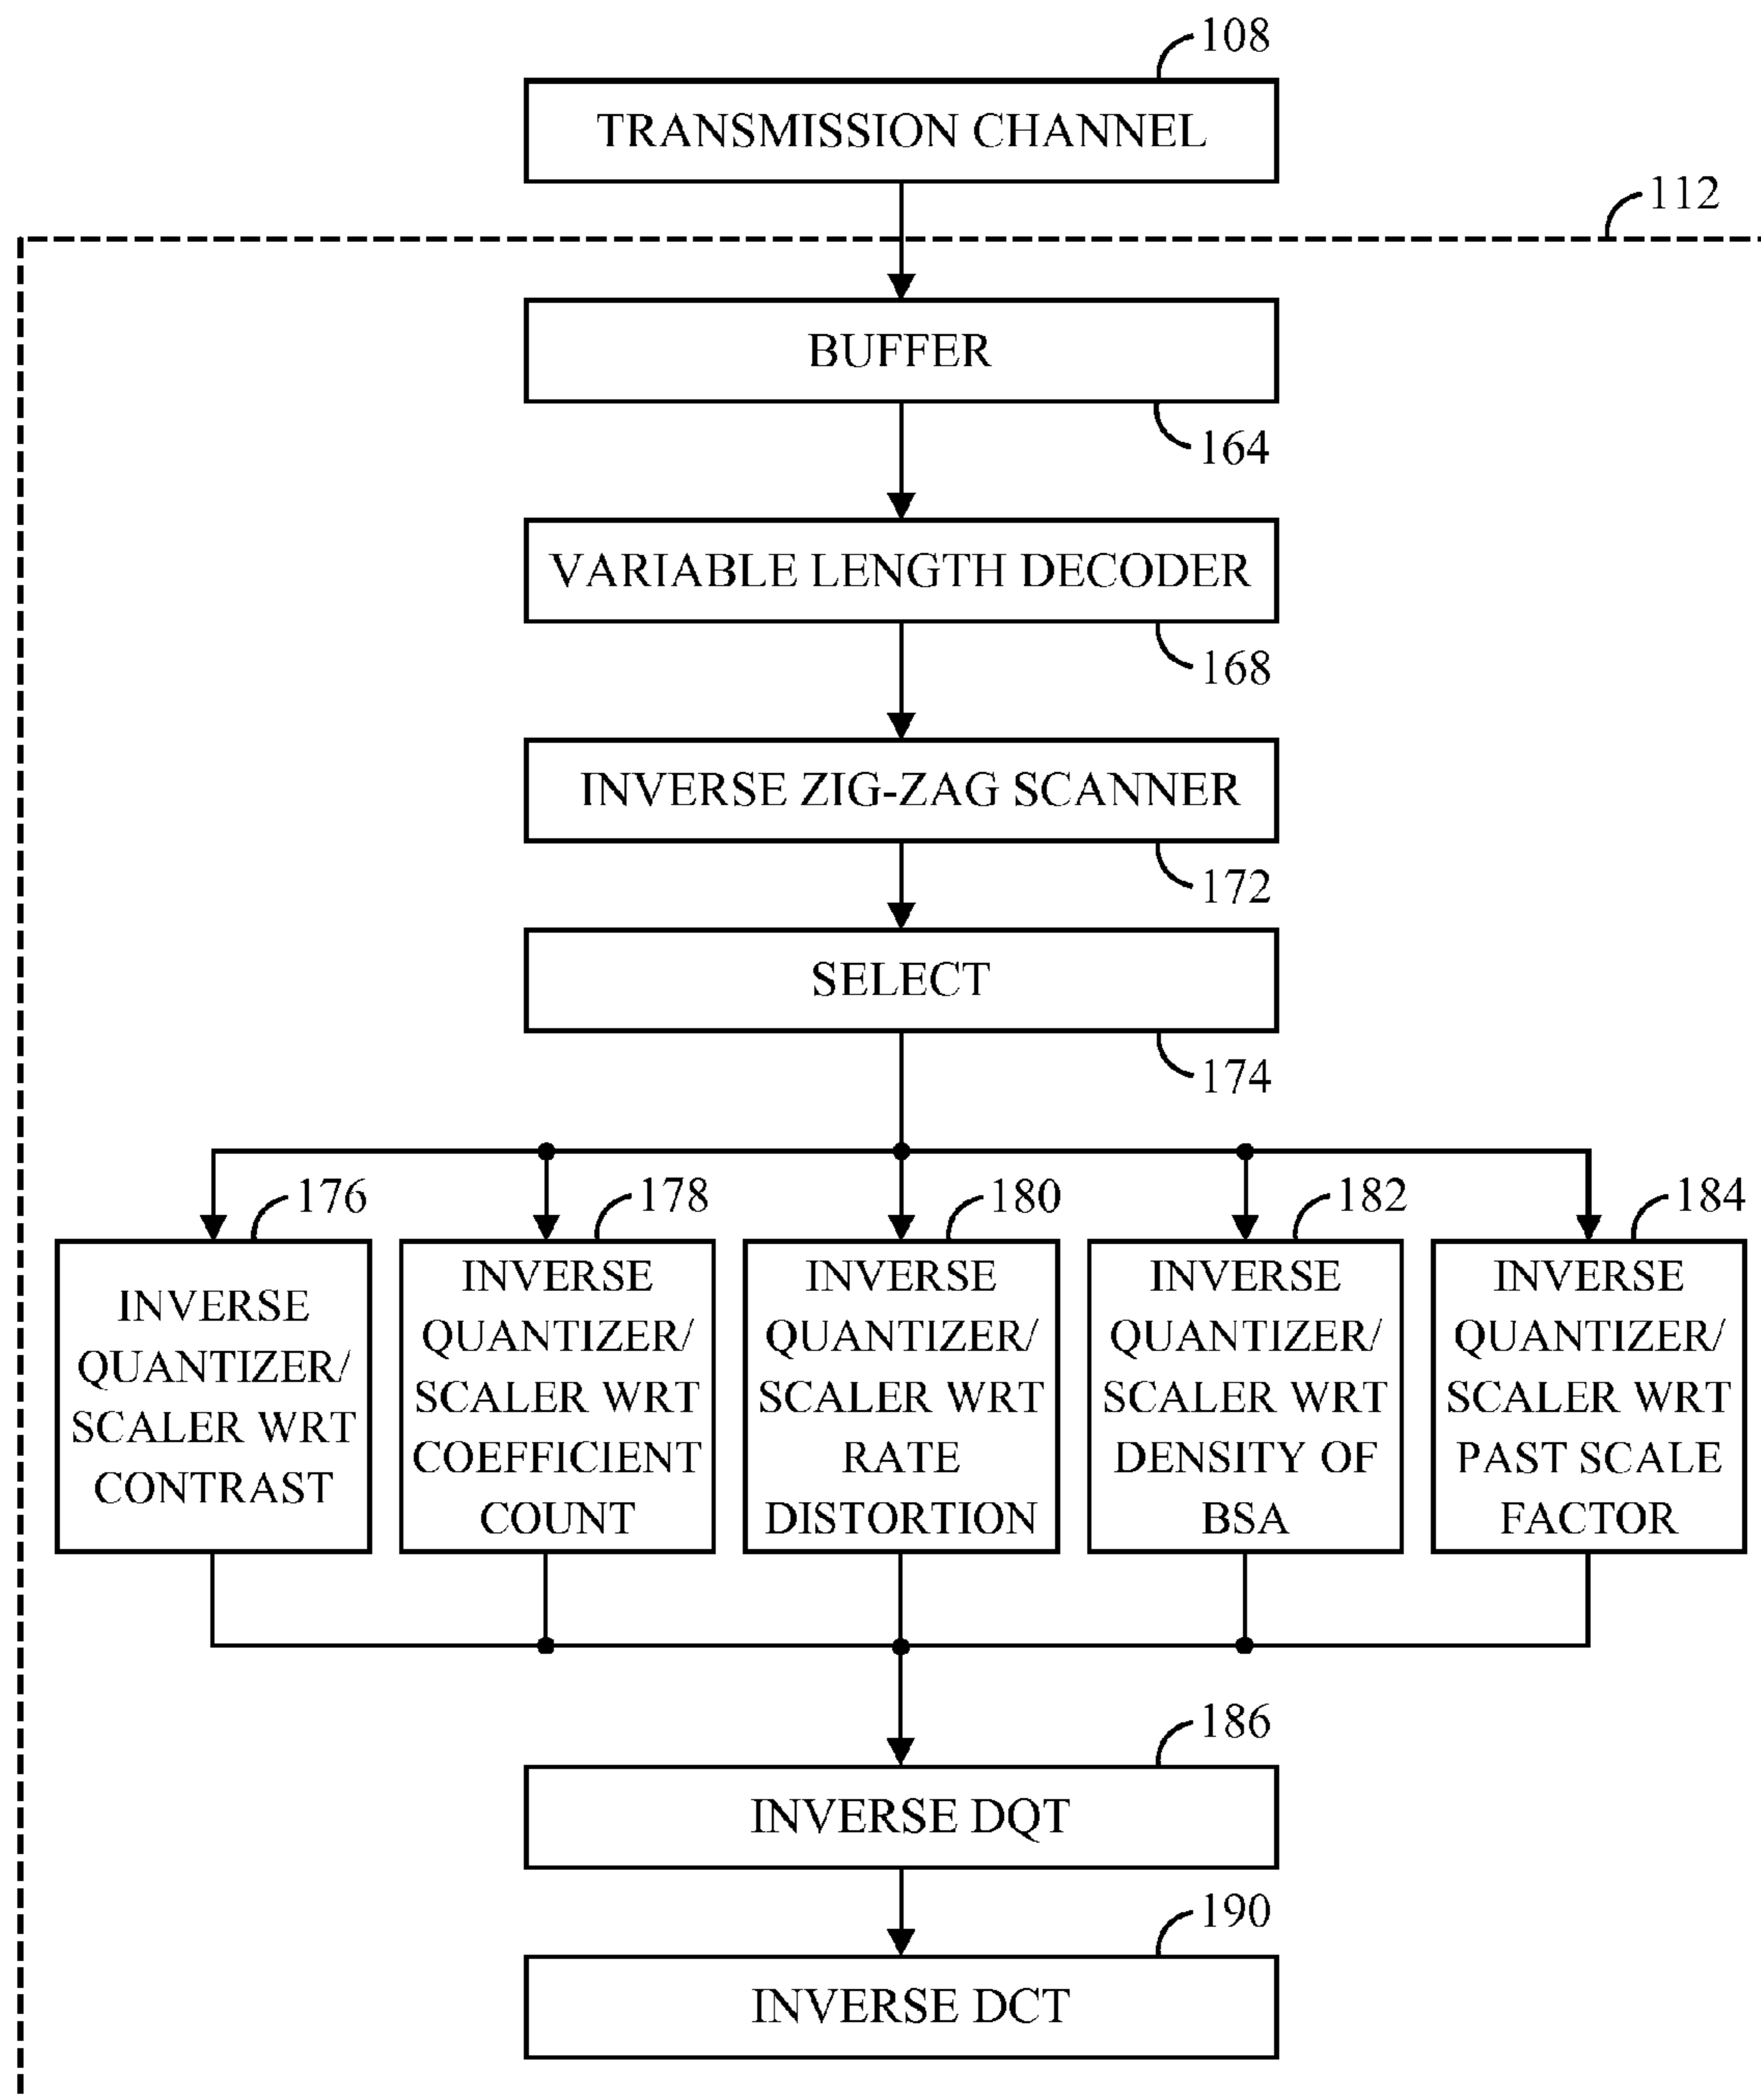 108
TRANSMISSION CHANNEL
112
BUFFER
164
VARIABLE LENGTH DECODER
168
INVERSE ZIG-ZAG SCANNER
172
SELECT
174
176
INVERSE
QUANTIZER/
SCALER WRT
CONTRAST
178
INVERSE
QUANTIZER/
SCALER WRT
COEFFICIENT
COUNT
180
INVERSE
QUANTIZER/
SCALER WRT
RATE
DISTORTION
182
INVERSE
QUANTIZER/
SCALER WRT
DENSITY OF
BSA
184
INVERSE
QUANTIZER/
SCALER WRT
PAST SCALE
FACTOR
186
INVERSE DQT
190
INVERSE DCT